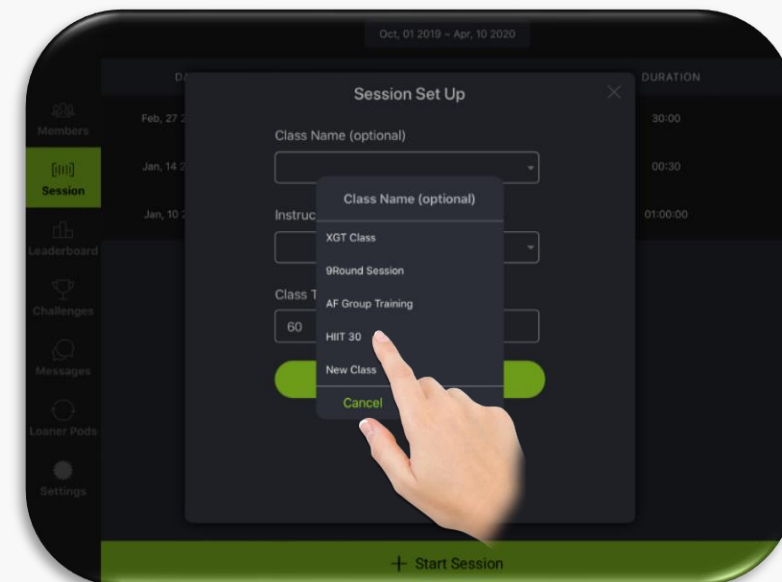 Oct, 01 2019 ~ Apr, 10 2020
DURATION
Session Set Up
Members
Feb, 27
30:00
Class Name (optional)
Session
Jan, 14
00:30
Class Name (optional)
Jan, 10
Instruc
01:00:00
XGT Class
Leaderboard
9Round Session
Challenges
Class T
AF Group Training
60
HIIT 30
Messages
New Class
Cancel
Loaner Pods
Settings
+ Start Session